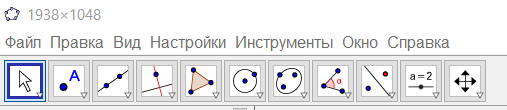 1938×1048
Файл Правка Вид Настройки Инструменты Окно Справка
A α a = 2